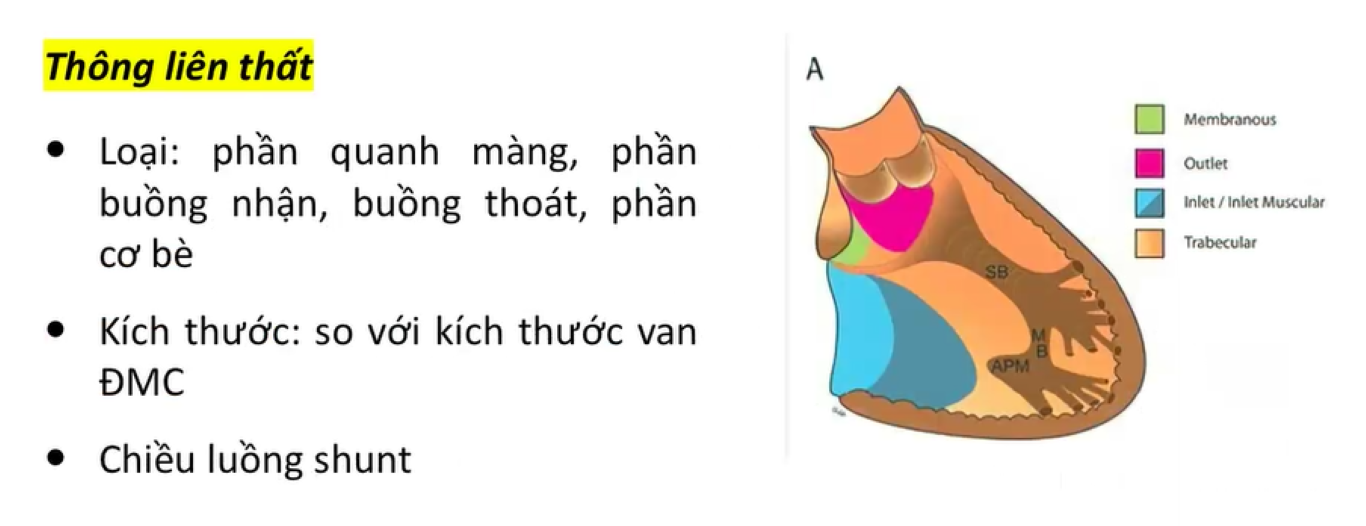 Thông liên thất
• Loại: phần quanh màng, phần
buồng nhận, buồng thoát, phần
cơ bè
• Kích thước: so với kích thước van
ĐMC
• Chiều luồng shunt
A
Membranous
Outlet
Inlet / Inlet Muscular
Trabecular
SB
M
B
APM